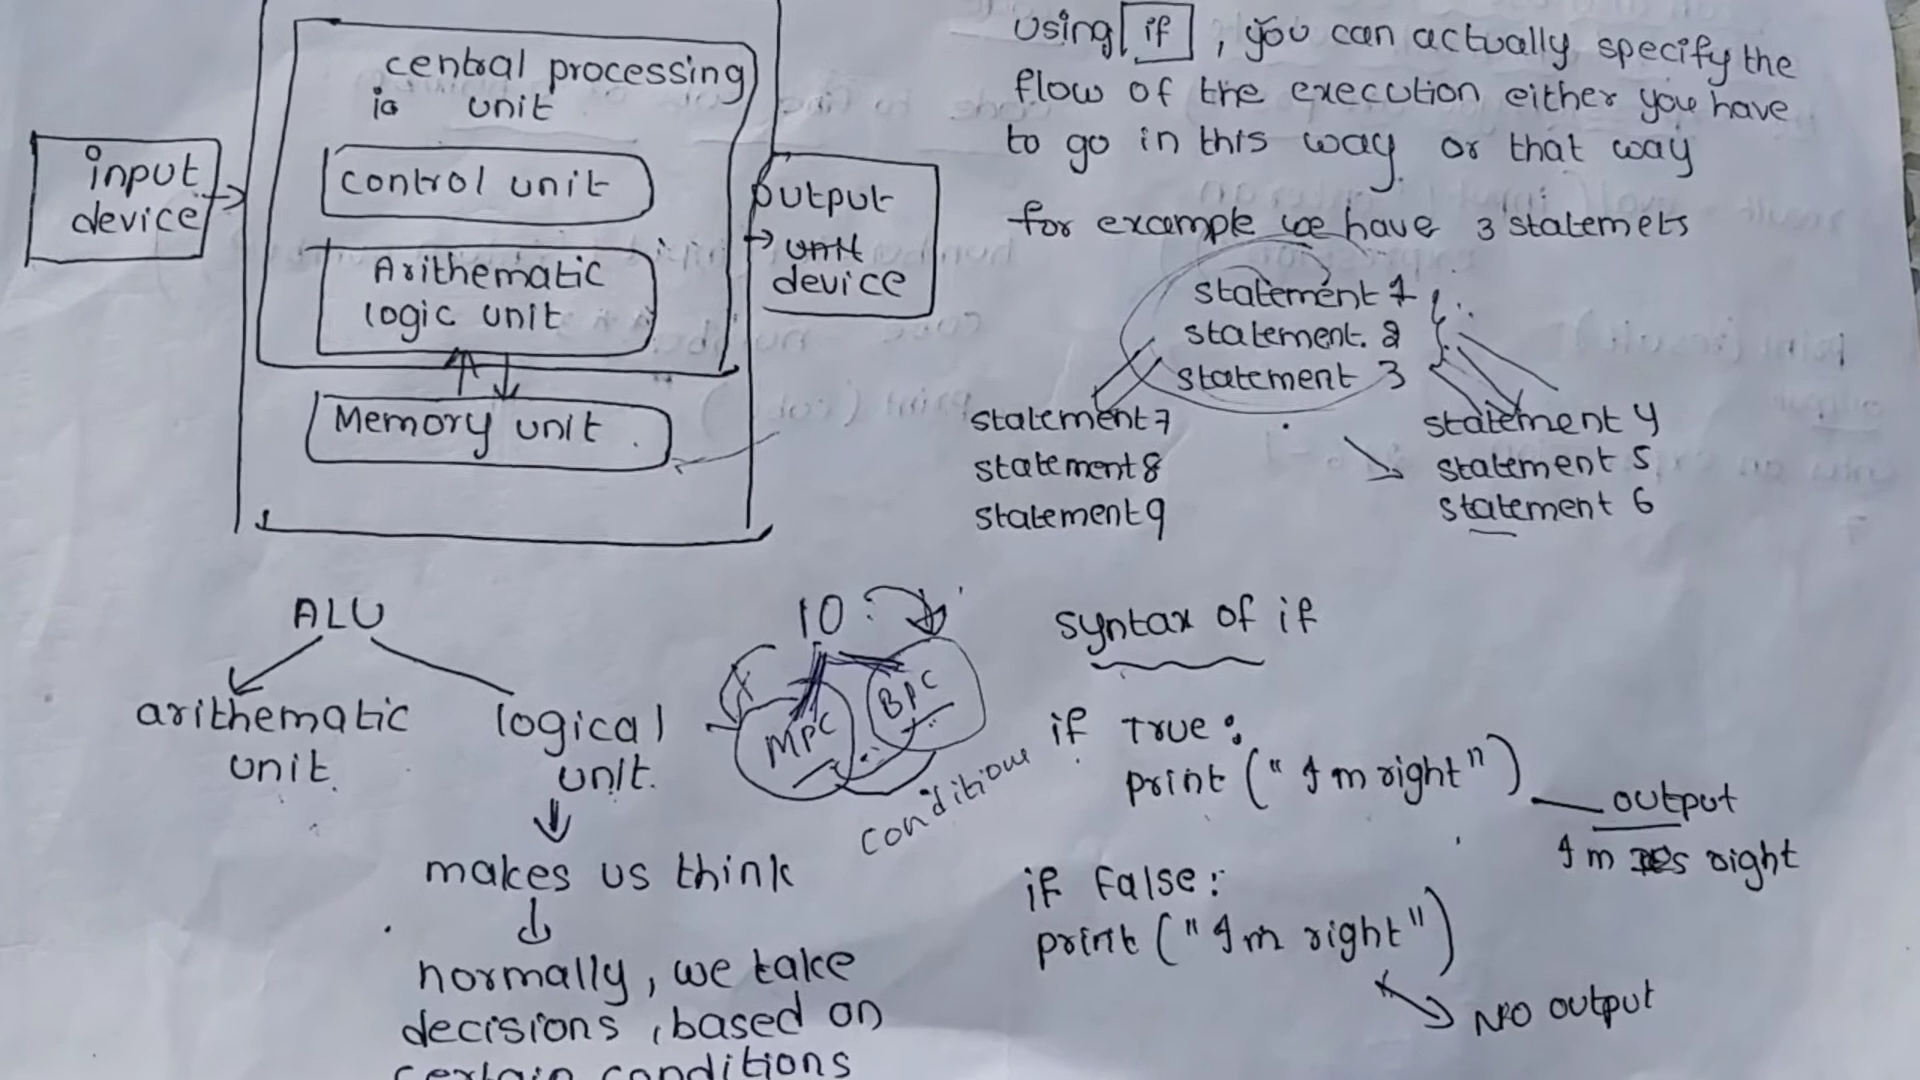 central processing
unit
input
device
control unit
Arithematic
logic unit
Memory unit
output
unit
device
ALU
arithematic
unit.
logical
unit.
makes us think
normally, we take
decisions, based on
certain conditions
10
MPC
BPC
conditions
Using if, you can actually specify the
flow of the execution either you have
to go in this way or that way
for example we have 3 statemets
statement 1
statement. 2
statement 3
statement 7
statement 8
statement 9
statement 4
statement 5
statement 6
syntax of if
if True:
print ("I m right")
output
I m right
if False:
print ("I m right")
NO output